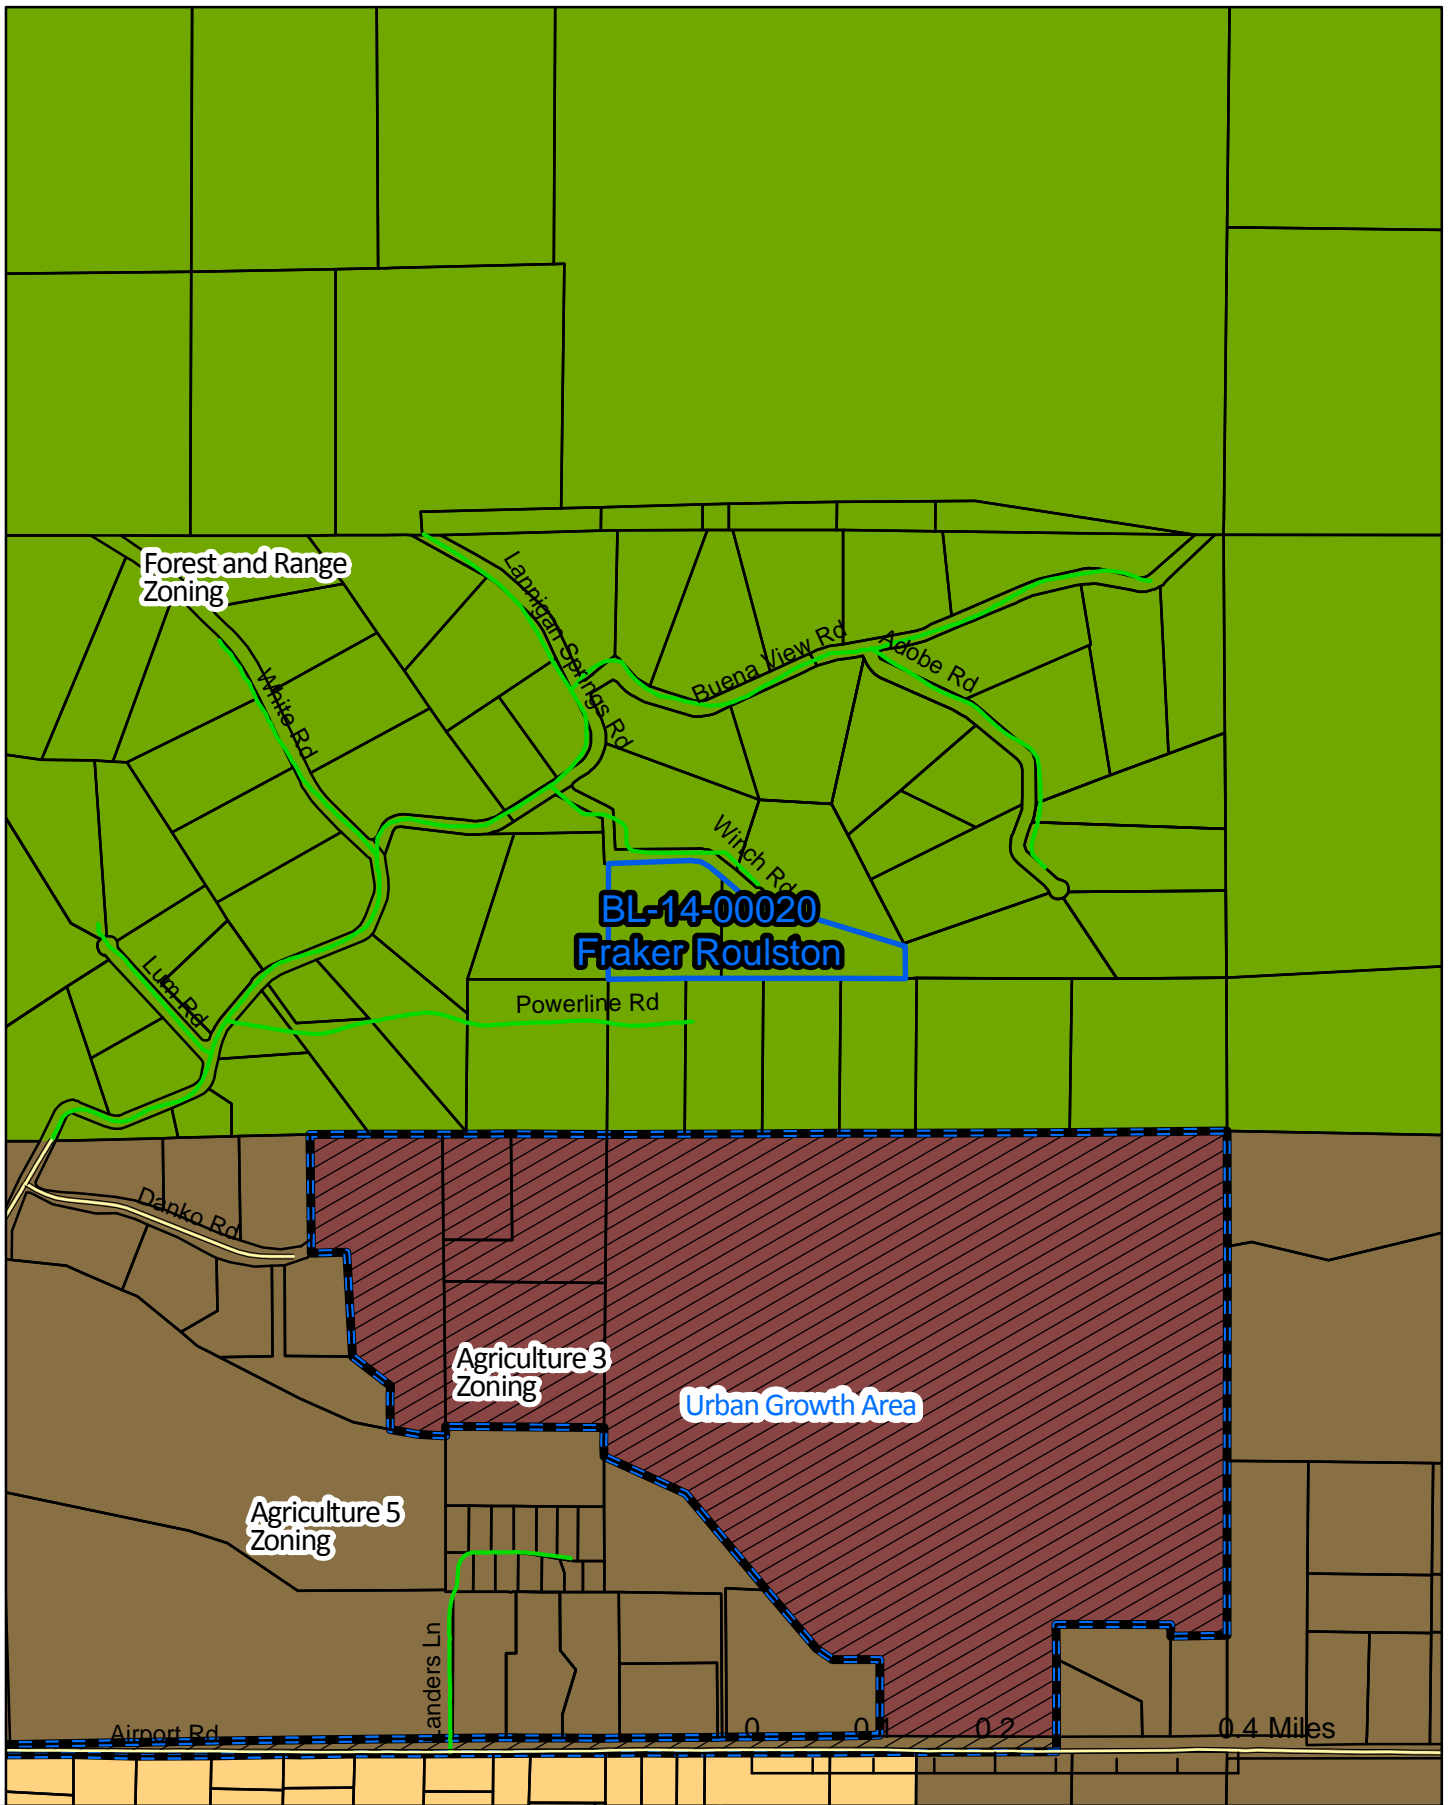 Forest and Range
Zoning
Lannigan Springs Rd
Buena View Rd
Adobe Rd
White Rd
Winch Rd
BL-14-00020
Fraker Roulston
Lum Rd
Powerline Rd
Danko Rd
Agriculture 3
Zoning
Urban Growth Area
Agriculture 5
Zoning
Landers Ln
Airport Rd
0 0.1 0.2 0.4 Miles